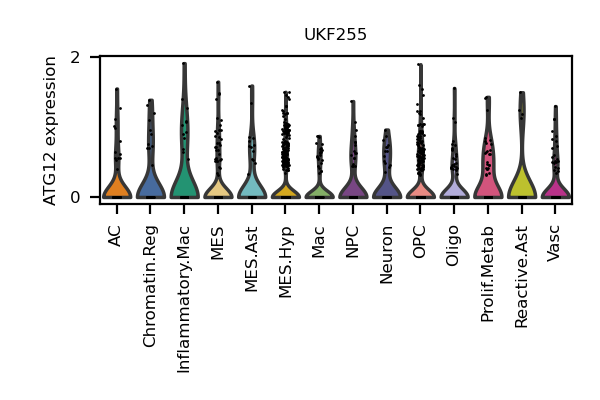 UKF255
ATG12 expression
2
0
AC
Chromatin.Reg
Inflammatory.Mac
MES
MES.Ast
MES.Hyp
Mac
NPC
Neuron
OPC
Oligo
Prolif.Metab
Reactive.Ast
Vasc